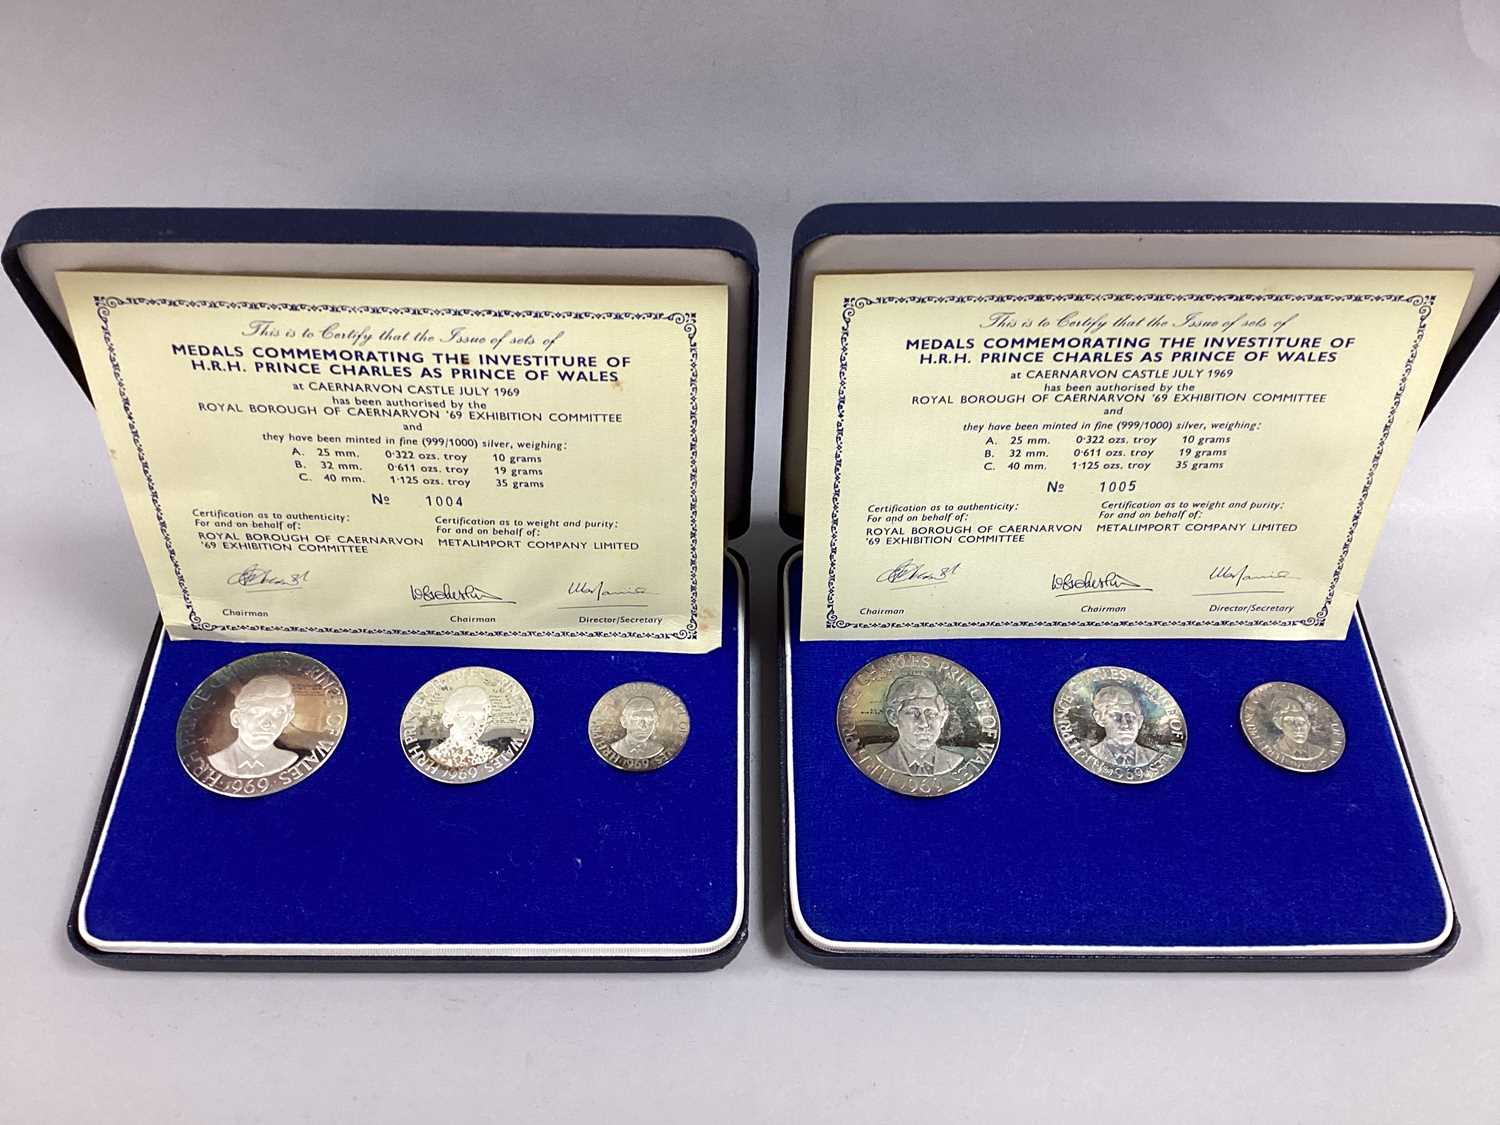 This is to Certify that the Issue of sets of
MEDALS COMMEMORATING THE INVESTITURE OF
H.R.H. PRINCE CHARLES AS PRINCE OF WALES
at CAERNARVON CASTLE JULY 1969
has been authorised by the
ROYAL BOROUGH OF CAERNARVON '69 EXHIBITION COMMITTEE
and
they have been minted in fine (999/1000) silver, weighing:
A. 25 mm. 0·322 ozs. troy 10 grams
B. 32 mm. 0·611 ozs. troy 19 grams
C. 40 mm. 1·125 ozs. troy 35 grams
No 1004
Certification as to authenticity:
For and on behalf of:
ROYAL BOROUGH OF CAERNARVON
'69 EXHIBITION COMMITTEE
Chairman
Certification as to weight and purity:
For and on behalf of:
METALIMPORT COMPANY LIMITED
Chairman Director/Secretary
H.R.H. PRINCE CHARLES PRINCE OF WALES · 1969 ·
H.R.H PRINCE CHARLES PRINCE OF WALES 1969
H.R.H PRINCE OF WALES 1969
This is to Certify that the Issue of sets of
MEDALS COMMEMORATING THE INVESTITURE OF
H.R.H. PRINCE CHARLES AS PRINCE OF WALES
at CAERNARVON CASTLE JULY 1969
has been authorised by the
ROYAL BOROUGH OF CAERNARVON '69 EXHIBITION COMMITTEE
and
they have been minted in fine (999/1000) silver, weighing:
A. 25 mm. 0·322 ozs. troy 10 grams
B. 32 mm. 0·611 ozs. troy 19 grams
C. 40 mm. 1·125 ozs. troy 35 grams
No 1005
Certification as to authenticity:
For and on behalf of:
ROYAL BOROUGH OF CAERNARVON
'69 EXHIBITION COMMITTEE
Chairman
Certification as to weight and purity:
For and on behalf of:
METALIMPORT COMPANY LIMITED
Chairman Director/Secretary
H.R.H PRINCE CHARLES PRINCE OF WALES 1969
H.R.H PRINCE CHARLES PRINCE OF WALES 1969